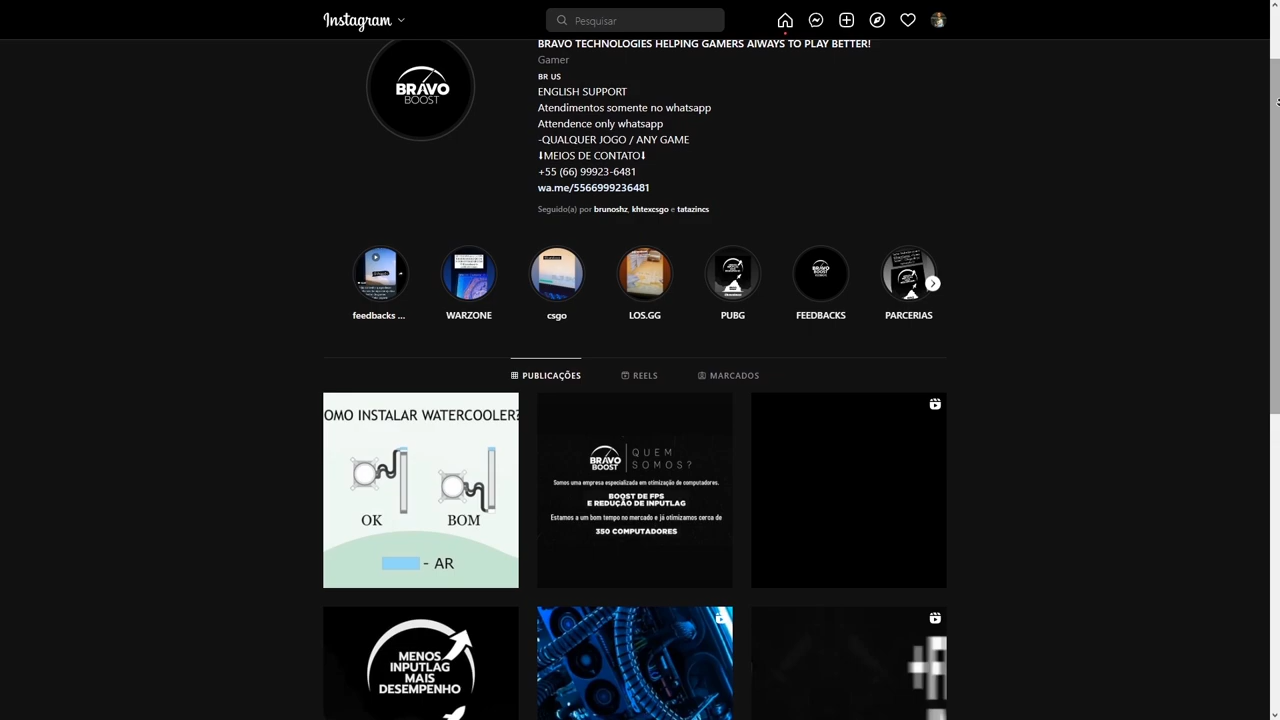 Instagram
Pesquisar
BRAVO TECHNOLOGIES HELPING GAMERS AIWAYS TO PLAY BETTER!
Gamer
BR US
ENGLISH SUPPORT
Atendimentos somente no whatsapp
Attendence only whatsapp
-QUALQUER JOGO / ANY GAME
⬇MEIOS DE CONTATO⬇
+55 (66) 99923-6481
wa.me/5566999236481
Seguido(a) por brunoshz, khtexcsgo e tatazincs
BRAVO
BOOST
feedbacks ...
WARZONE
csgo
LOS.GG
PUBG
FEEDBACKS
PARCERIAS
PUBLICAÇÕES
REELS
MARCADOS
OMO INSTALAR WATERCOOLER?
OK
BOM
- AR
BRAVO
BOOST
QUEM
SOMOS?
Somos uma empresa especializada em otimização de computadores.
BOOST DE FPS
E REDUÇÃO DE INPUTLAG
Estamos a um bom tempo no mercado e já otimizamos cerca de
350 COMPUTADORES
MENOS
INPUTLAG
MAIS
DESEMPENHO